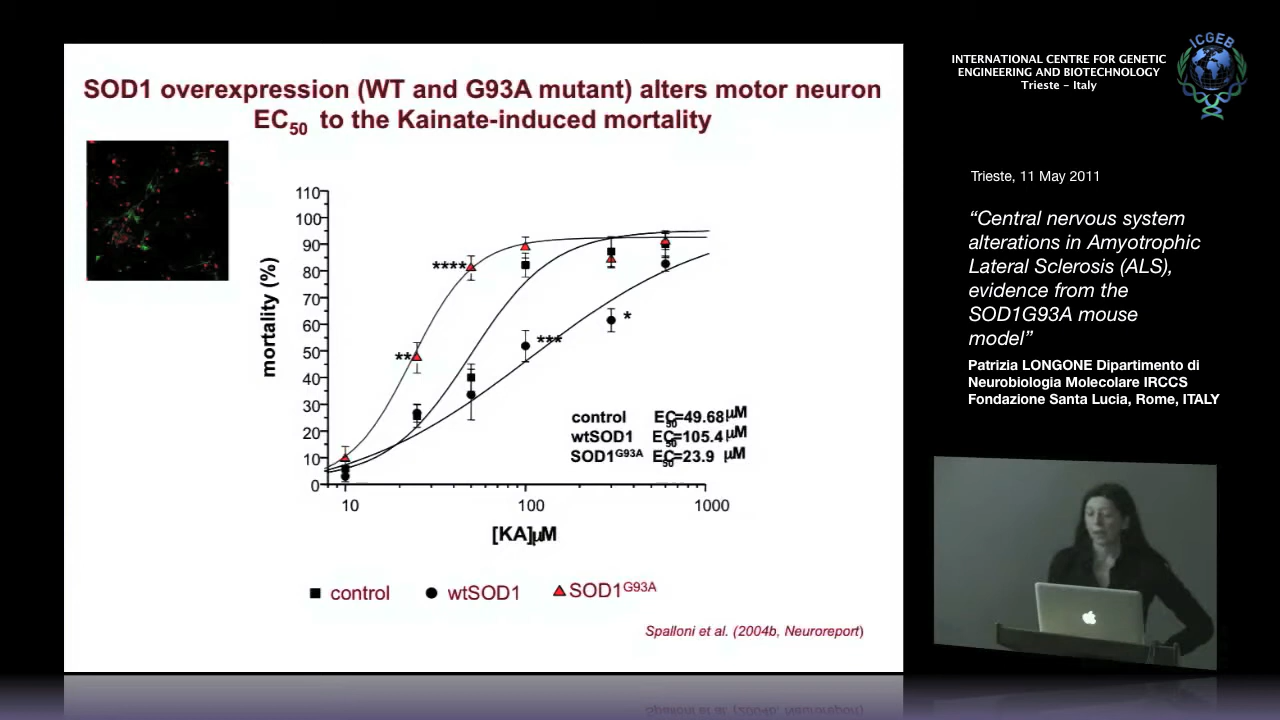 SOD1 overexpression (WT and G93A mutant) alters motor neuron
EC50 to the Kainate-induced mortality
110
100
90
80
70
60
50
40
30
20
10
0
mortality (%)
****
**
***
*
control EC50=49.68 µM
wtSOD1 EC50=105.4 µM
SOD1G93A EC50=23.9 µM
10 100 1000
[KA]µM
control wtSOD1 SOD1G93A
Spalloni et al. (2004b, Neuroreport)
ICGEB
INTERNATIONAL CENTRE FOR GENETIC
ENGINEERING AND BIOTECHNOLOGY
Trieste - Italy
Trieste, 11 May 2011
“Central nervous system
alterations in Amyotrophic
Lateral Sclerosis (ALS),
evidence from the
SOD1G93A mouse
model”
Patrizia LONGONE Dipartimento di
Neurobiologia Molecolare IRCCS
Fondazione Santa Lucia, Rome, ITALY